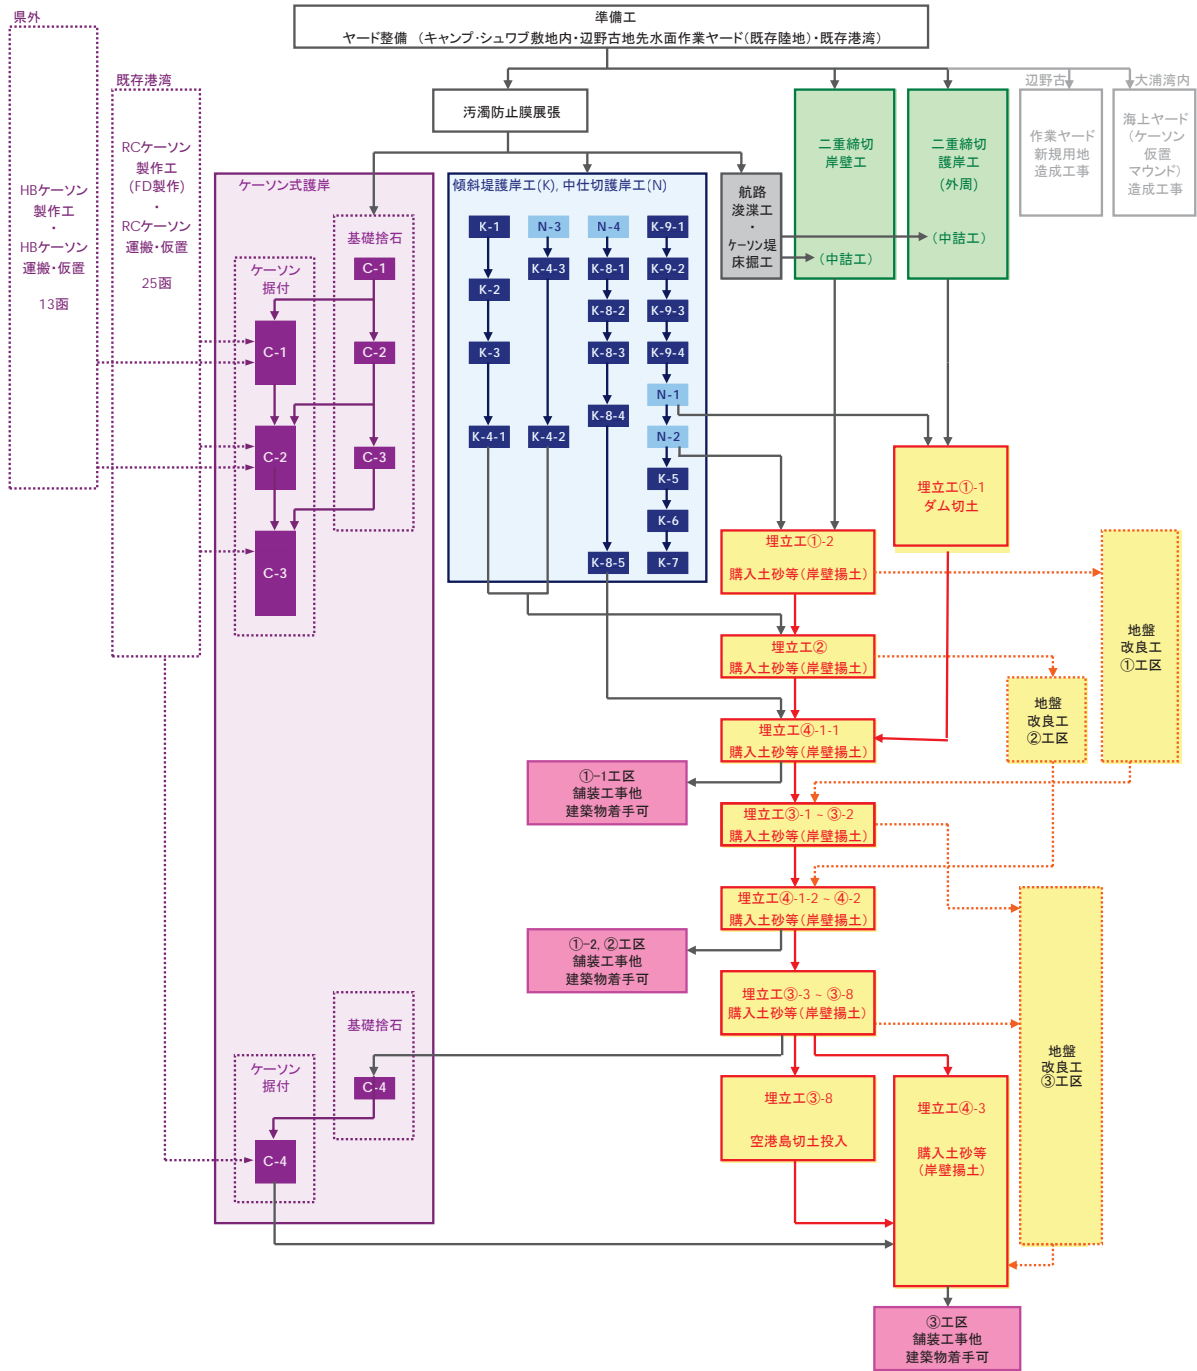 準備工
ヤード整備 （キャンプ・シュワブ敷地内・辺野古地先水面作業ヤード(既存陸地)・既存港湾）
県外
HBケーソン
製作工
・
HBケーソン
運搬・仮置
13函
既存港湾
RCケーソン
製作工
(FD製作)
・
RCケーソン
運搬・仮置
25函
汚濁防止膜展張
ケーソン式護岸
基礎捨石
C-1
C-2
C-3
ケーソン
据付
C-1
C-2
C-3
傾斜堤護岸工(K), 中仕切護岸工(N)
K-1
K-2
K-3
K-4-1
N-3
K-4-3
K-4-2
N-4
K-8-1
K-8-2
K-8-3
K-8-4
K-8-5
K-9-1
K-9-2
K-9-3
K-9-4
N-1
N-2
K-5
K-6
K-7
航路
浚渫工
・
ケーソン堤
床掘工
二重締切
岸壁工
(中詰工)
二重締切
護岸工
(外周)
(中詰工)
辺野古
作業ヤード
新規用地
造成工事
大浦湾内
海上ヤード
(ケーソン
仮置
マウンド)
造成工事
埋立工①-1
ダム切土
埋立工①-2
購入土砂等(岸壁揚土)
埋立工②
購入土砂等(岸壁揚土)
埋立工④-1-1
購入土砂等(岸壁揚土)
地盤
改良工
①工区
地盤
改良工
②工区
①-1工区
舗装工事他
建築物着手可
埋立工③-1 ~ ③-2
購入土砂等(岸壁揚土)
埋立工④-1-2 ~ ④-2
購入土砂等(岸壁揚土)
①-2, ②工区
舗装工事他
建築物着手可
埋立工③-3 ~ ③-8
購入土砂等(岸壁揚土)
地盤
改良工
③工区
基礎捨石
C-4
ケーソン
据付
C-4
埋立工③-8
空港島切土投入
埋立工④-3
購入土砂等
(岸壁揚土)
③工区
舗装工事他
建築物着手可